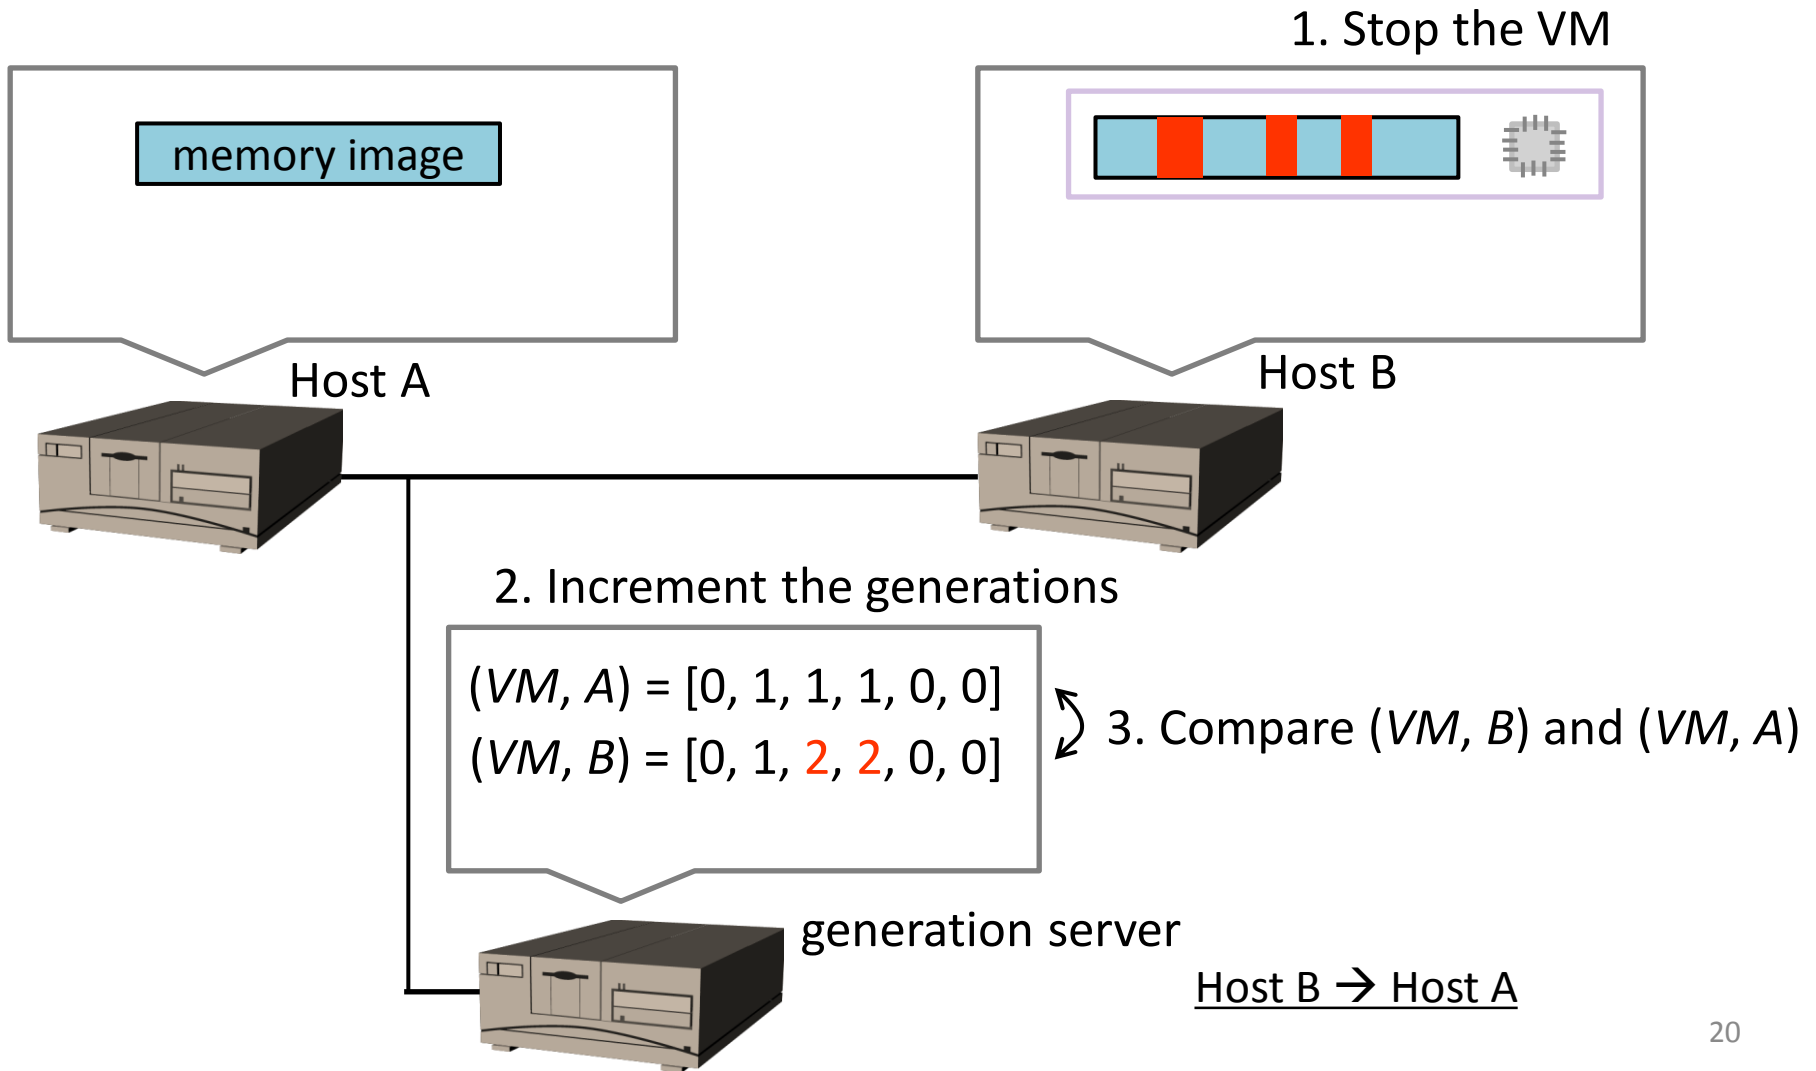 1. Stop the VM
memory image
Host A
Host B
2. Increment the generations
(VM, A) = [0, 1, 1, 1, 0, 0]
(VM, B) = [0, 1, 2, 2, 0, 0]
3. Compare (VM, B) and (VM, A)
generation server
Host B → Host A
20